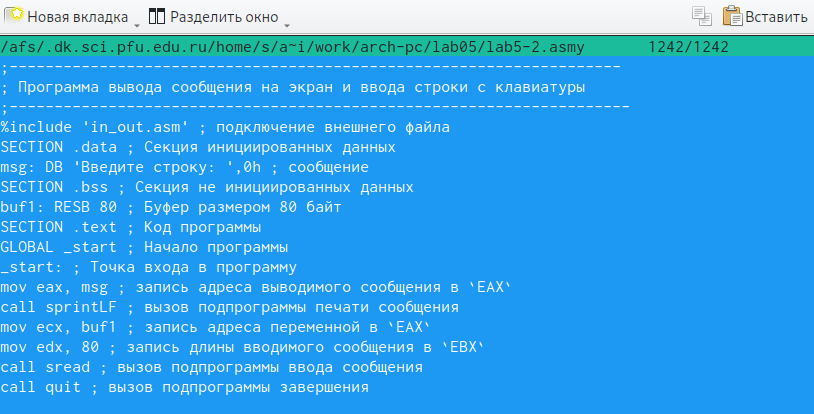 Новая вкладка Разделить окно Вставить
/afs/.dk.sci.pfu.edu.ru/home/s/a~i/work/arch-pc/lab05/lab5-2.asmy 1242/1242
;--------------------------------------------------------------------
; Программа вывода сообщения на экран и ввода строки с клавиатуры
;---------------------------------------------------------------------
%include 'in_out.asm' ; подключение внешнего файла
SECTION .data ; Секция инициированных данных
msg: DB 'Введите строку: ',0h ; сообщение
SECTION .bss ; Секция не инициированных данных
buf1: RESB 80 ; Буфер размером 80 байт
SECTION .text ; Код программы
GLOBAL _start ; Начало программы
_start: ; Точка входа в программу
mov eax, msg ; запись адреса выводимого сообщения в `EAX`
call sprintLF ; вызов подпрограммы печати сообщения
mov ecx, buf1 ; запись адреса переменной в `EAX`
mov edx, 80 ; запись длины вводимого сообщения в `EBX`
call sread ; вызов подпрограммы ввода сообщения
call quit ; вызов подпрограммы завершения